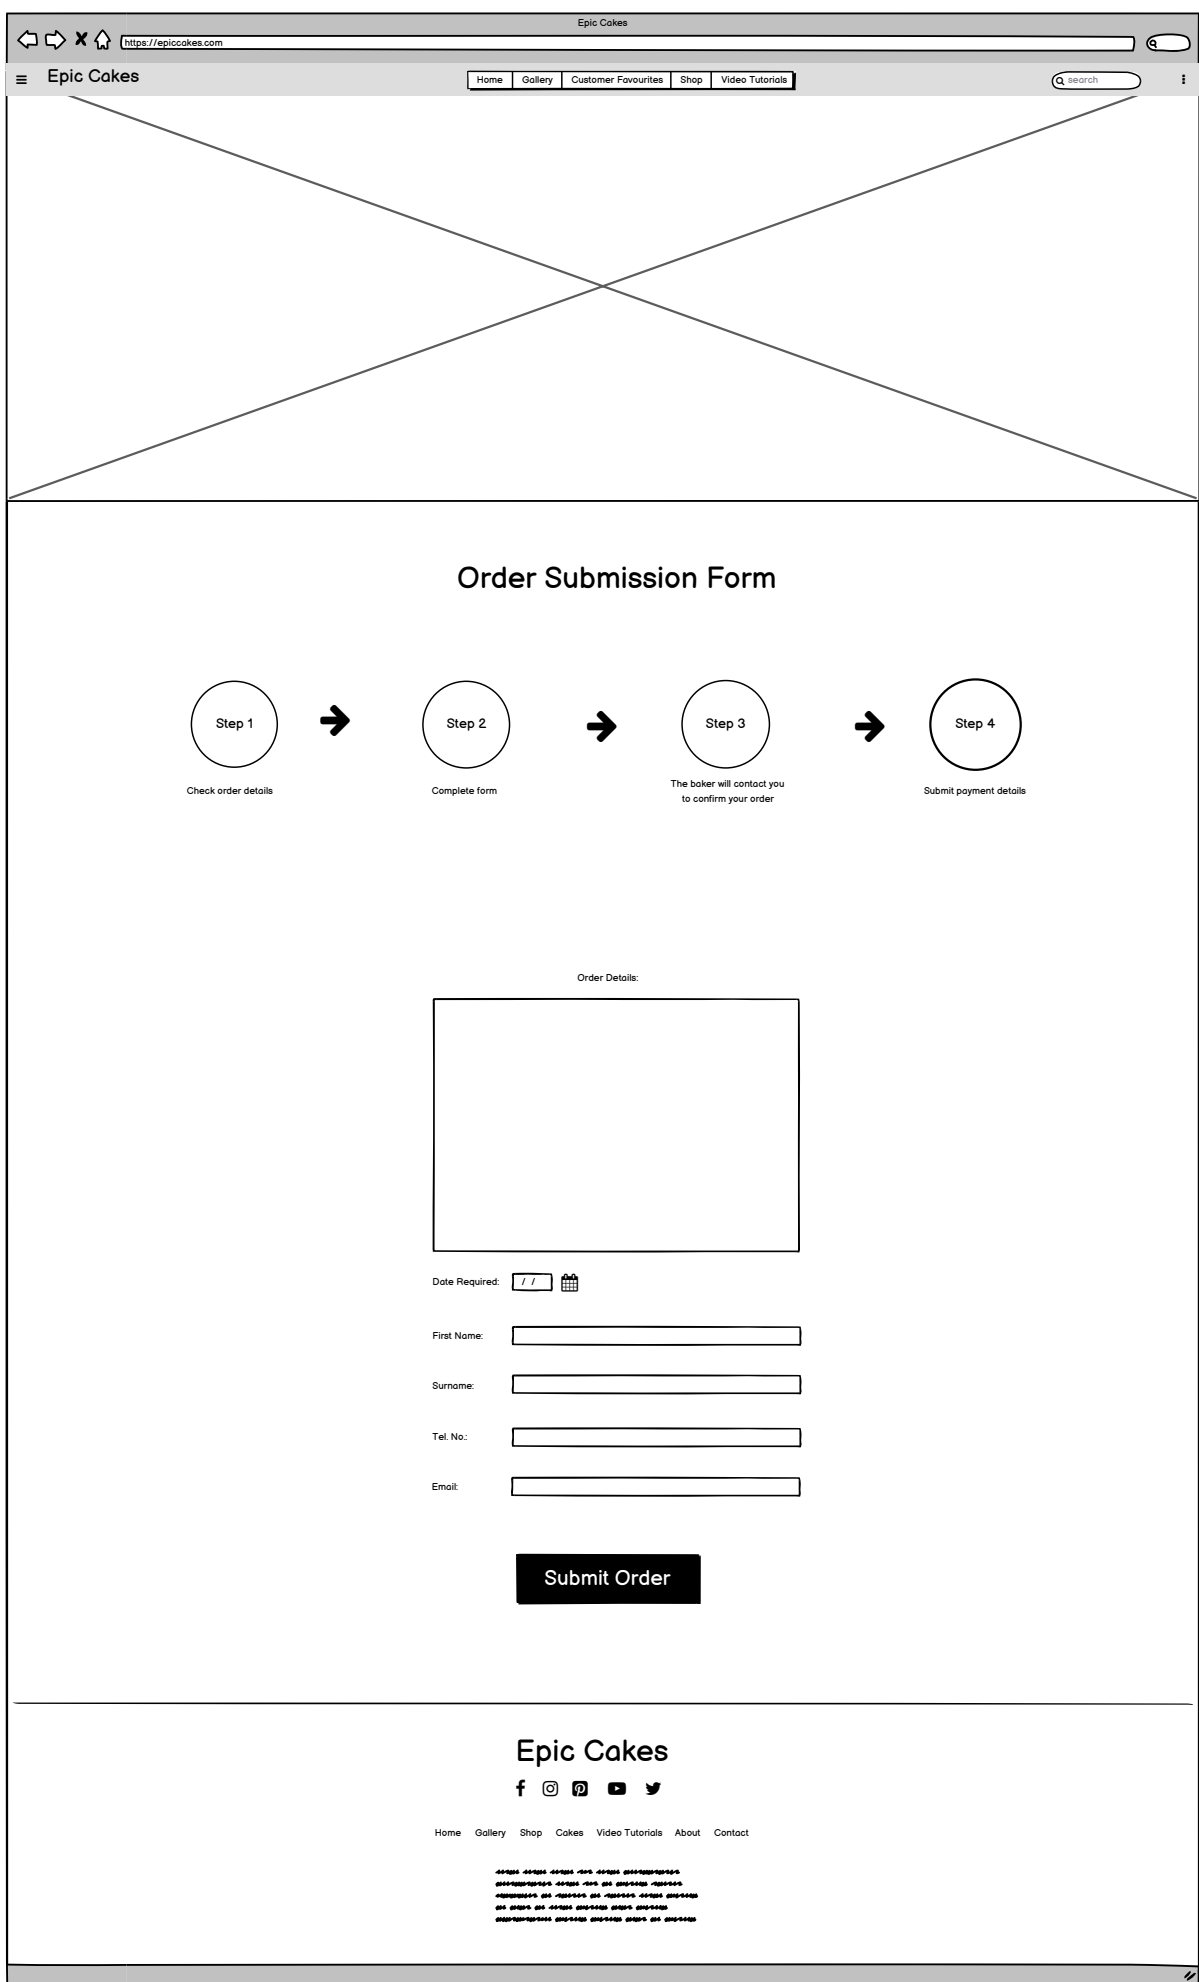 Epic Cakes
https://epiccakes.com
Epic Cakes
Home Gallery Customer Favourites Shop Video Tutorials
search
Order Submission Form
Step 1 Step 2 Step 3 Step 4
Check order details
Complete form
The baker will contact you
to confirm your order
Submit payment details
Order Details:
Date Required: / /
First Name:
Surname:
Tel. No.:
Email:
Submit Order
Epic Cakes
Home Gallery Shop Cakes Video Tutorials About Contact